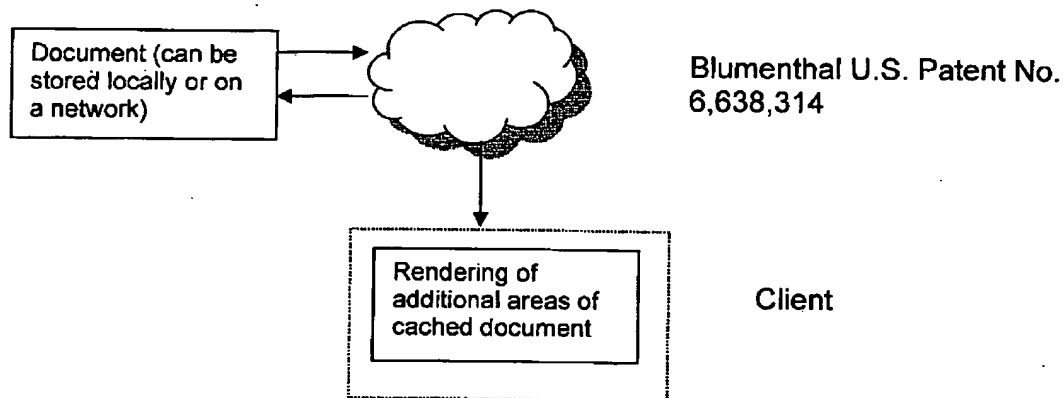 Document (can be
stored locally or on
a network)
Blumenthal U.S. Patent No.
6,638,314
Rendering of
additional areas of
cached document
Client